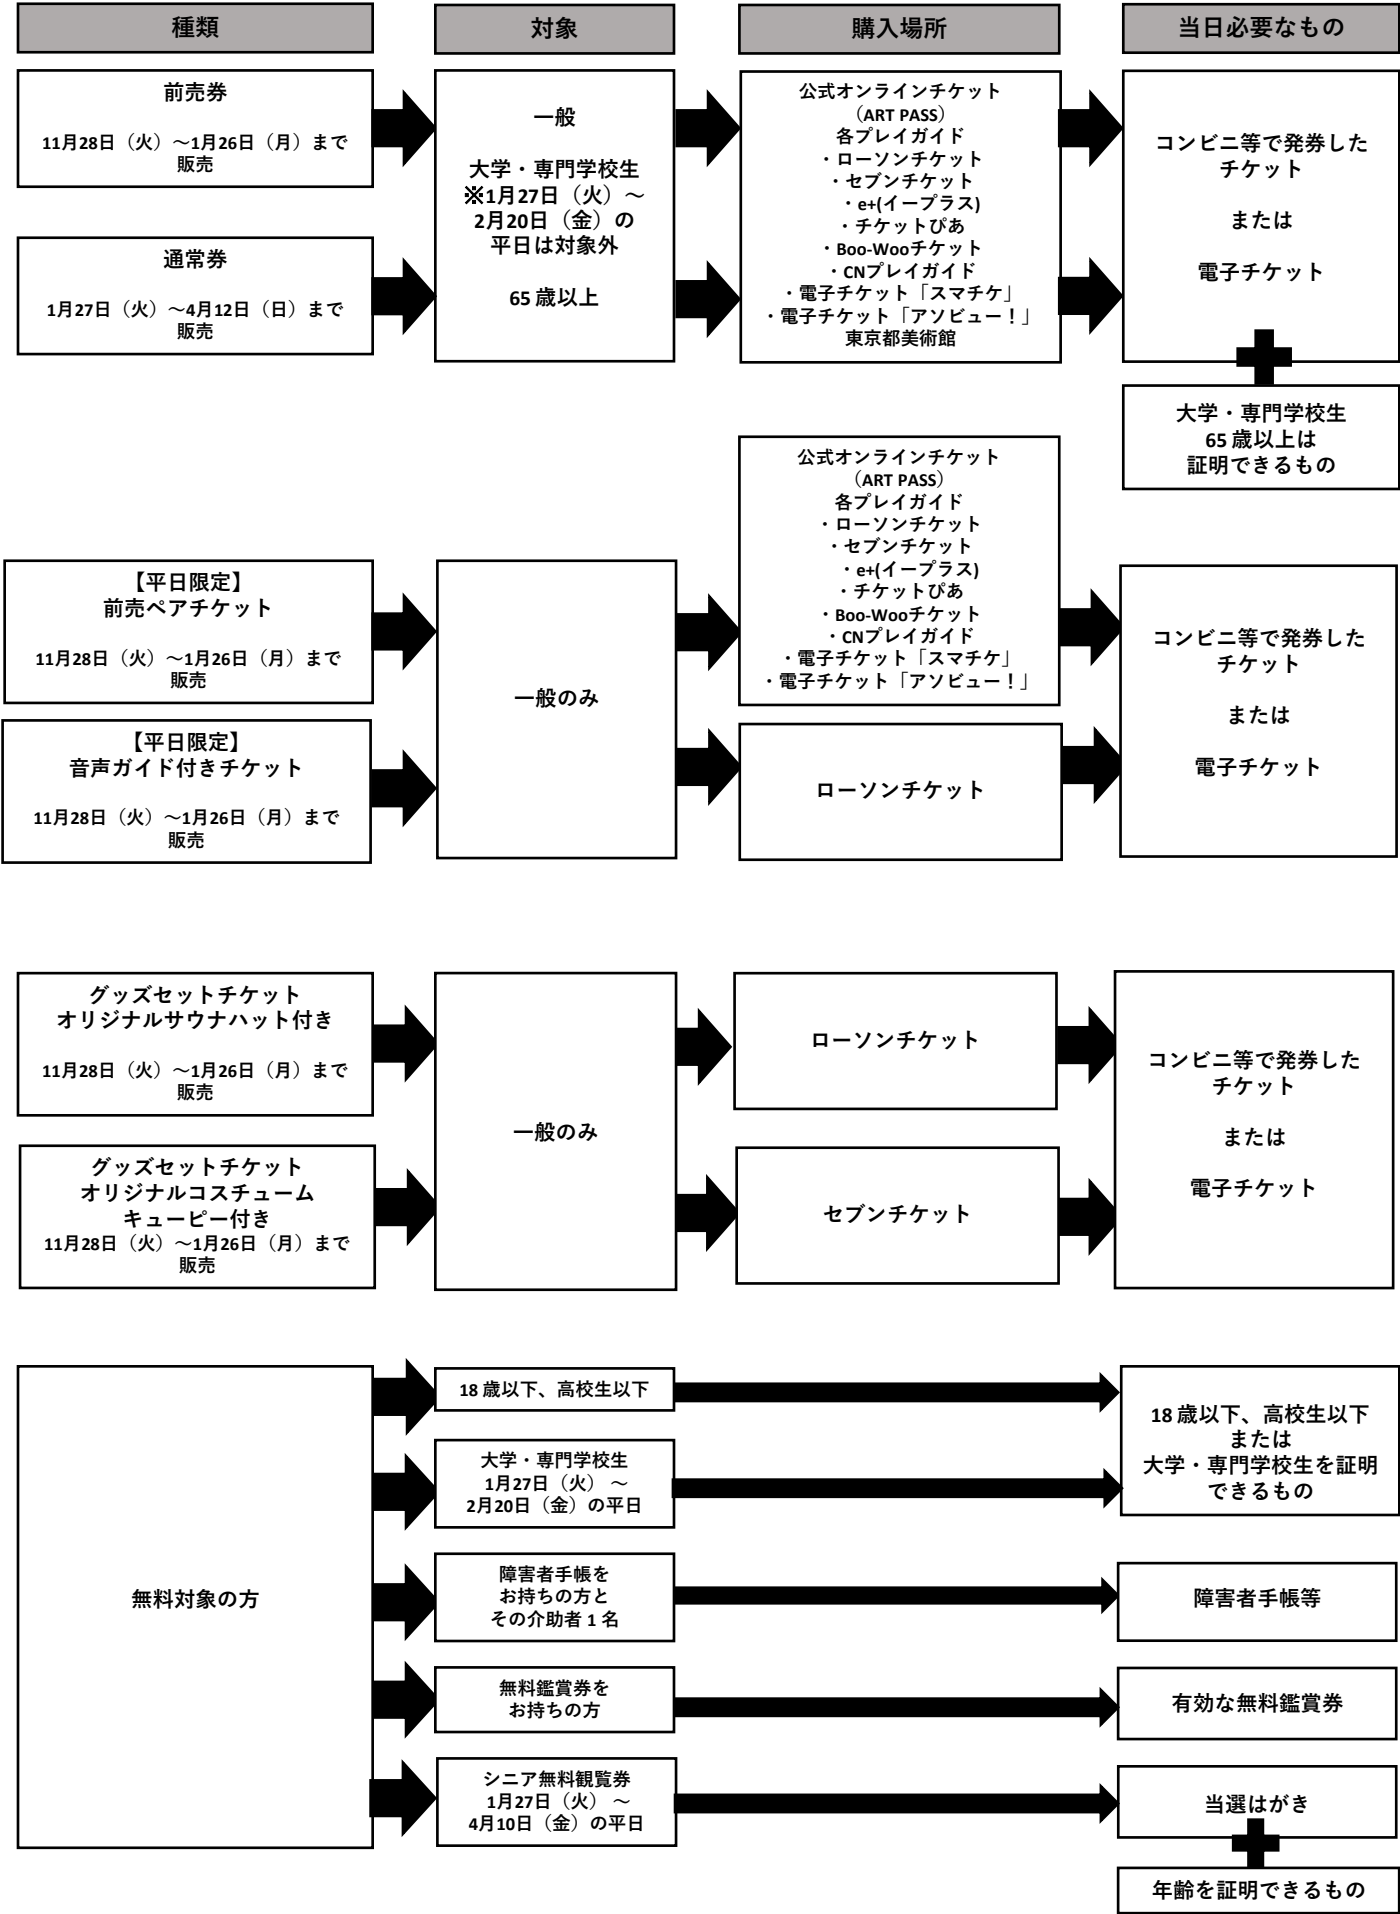 種類
対象
購入場所
当日必要なもの
前売券
11月28日（火）～1月26日（月）まで
販売
通常券
1月27日（火）～4月12日（日）まで
販売
一般
大学・専門学校生
※1月27日（火）～
2月20日（金）の
平日は対象外
65歳以上
公式オンラインチケット
（ART PASS）
各プレイガイド
・ローソンチケット
・セブンチケット
・e+(イープラス)
・チケットぴあ
・Boo-Wooチケット
・CNプレイガイド
・電子チケット「スマチケ」
・電子チケット「アソビュー！」
東京都美術館
コンビニ等で発券した
チケット
または
電子チケット
大学・専門学校生
65歳以上は
証明できるもの
【平日限定】
前売ペアチケット
11月28日（火）～1月26日（月）まで
販売
【平日限定】
音声ガイド付きチケット
11月28日（火）～1月26日（月）まで
販売
一般のみ
公式オンラインチケット
（ART PASS）
各プレイガイド
・ローソンチケット
・セブンチケット
・e+(イープラス)
・チケットぴあ
・Boo-Wooチケット
・CNプレイガイド
・電子チケット「スマチケ」
・電子チケット「アソビュー！」
ローソンチケット
コンビニ等で発券した
チケット
または
電子チケット
グッズセットチケット
オリジナルサウナハット付き
11月28日（火）～1月26日（月）まで
販売
グッズセットチケット
オリジナルコスチューム
キューピー付き
11月28日（火）～1月26日（月）まで
販売
一般のみ
ローソンチケット
セブンチケット
コンビニ等で発券した
チケット
または
電子チケット
無料対象の方
18歳以下、高校生以下
大学・専門学校生
1月27日（火）～
2月20日（金）の平日
18歳以下、高校生以下
または
大学・専門学校生を証明
できるもの
障害者手帳を
お持ちの方と
その介助者1名
障害者手帳等
無料鑑賞券を
お持ちの方
有効な無料鑑賞券
シニア無料観覧券
1月27日（火）～
4月10日（金）の平日
当選はがき
年齢を証明できるもの